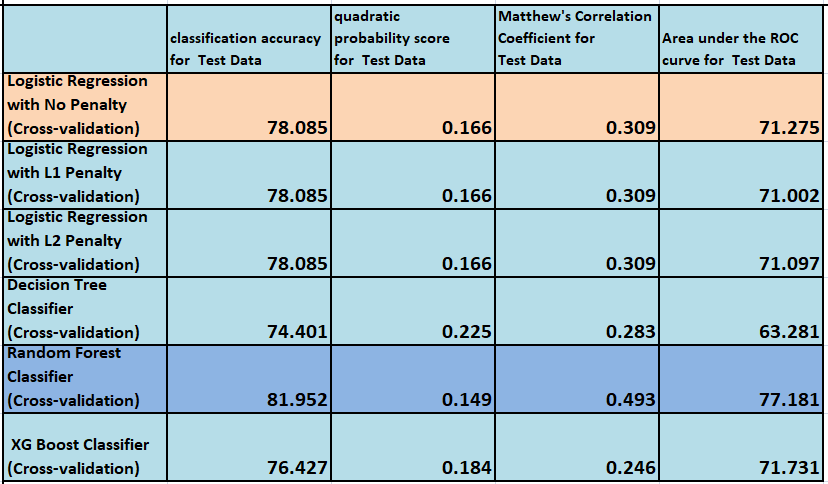 classification accuracy
for  Test Data
quadratic
probability score
for  Test Data
Matthew's Correlation
Coefficient for
Test Data
Area under the ROC
curve for  Test Data
Logistic Regression
with No Penalty
(Cross-validation)
78.085
0.166
0.309
71.275
Logistic Regression
with L1 Penalty
(Cross-validation)
78.085
0.166
0.309
71.002
Logistic Regression
with L2 Penalty
(Cross-validation)
78.085
0.166
0.309
71.097
Decision Tree
Classifier
(Cross-validation)
74.401
0.225
0.283
63.281
Random Forest
Classifier
(Cross-validation)
81.952
0.149
0.493
77.181
XG Boost Classifier
(Cross-validation)
76.427
0.184
0.246
71.731